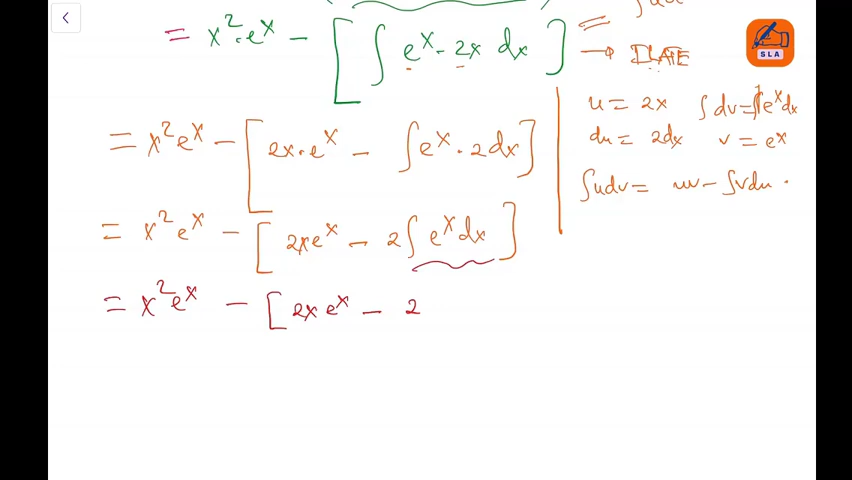 = x²·eˣ − [ ∫ eˣ·2x dx ]
→ ILATE
SLA
= x²eˣ − [ 2x·eˣ − ∫eˣ·2dx ]
= x²eˣ − [ 2xeˣ − 2∫eˣdx ]
= x²eˣ − [ 2xeˣ − 2
u = 2x ∫dv = ∫eˣdx
du = 2dx v = eˣ
∫udv = uv − ∫vdu.